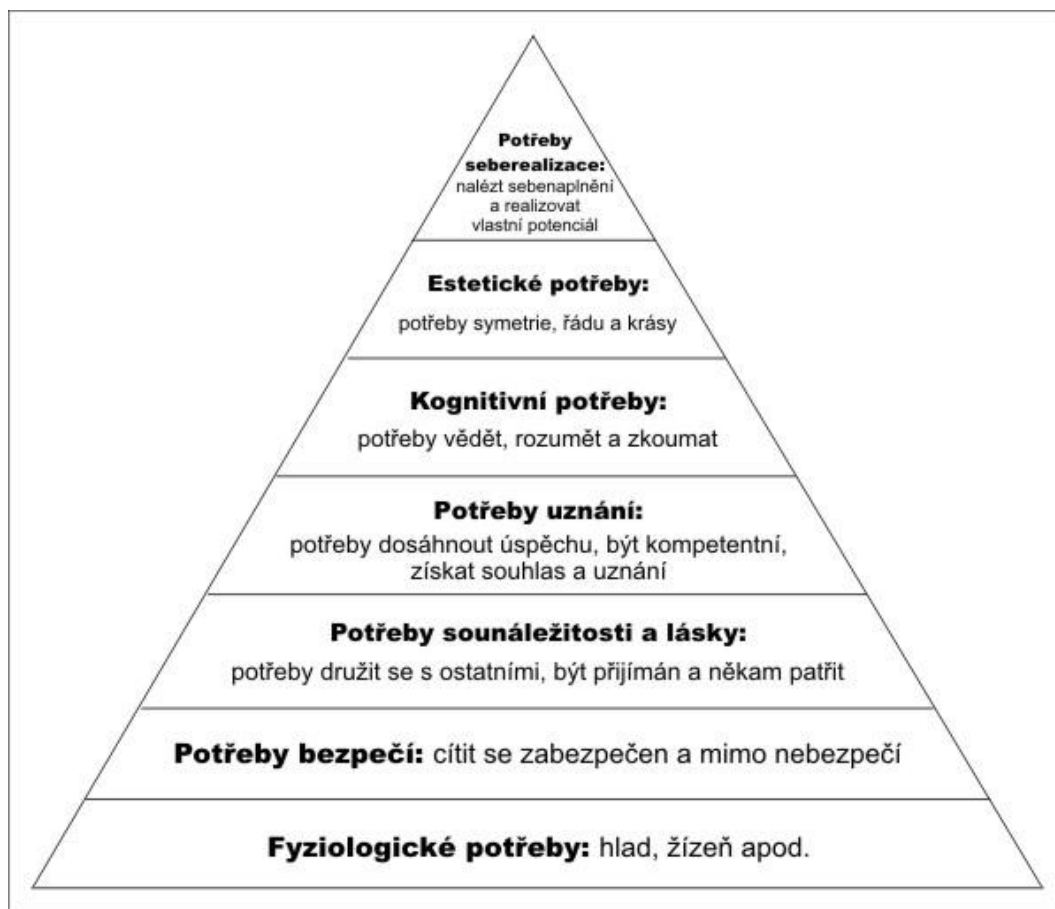 Potřeby
seberealizace:
nalézt sebenaplnění
a realizovat
vlastní potenciál
Estetické potřeby:
potřeby symetrie, řádu a krásy
Kognitivní potřeby:
potřeby vědět, rozumět a zkoumat
Potřeby uznání:
potřeby dosáhnout úspěchu, být kompetentní,
získat souhlas a uznání
Potřeby sounáležitosti a lásky:
potřeby družit se s ostatními, být přijímán a někam patřit
Potřeby bezpečí: cítit se zabezpečen a mimo nebezpečí
Fyziologické potřeby: hlad, žízeň apod.